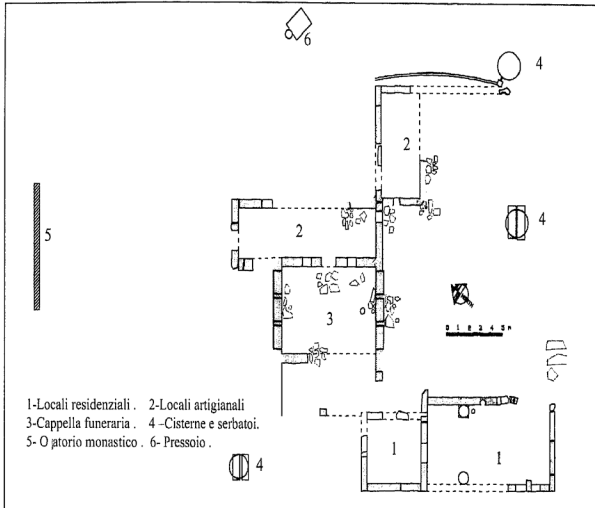 6
4
2
4
5
2
3
0 1 2 3 4 5 m
1-Locali residenziali . 2-Locali artigianali
3-Cappella funeraria . 4 –Cisterne e serbatoi.
5- Oratorio monastico . 6- Pressoio .
1
1
4